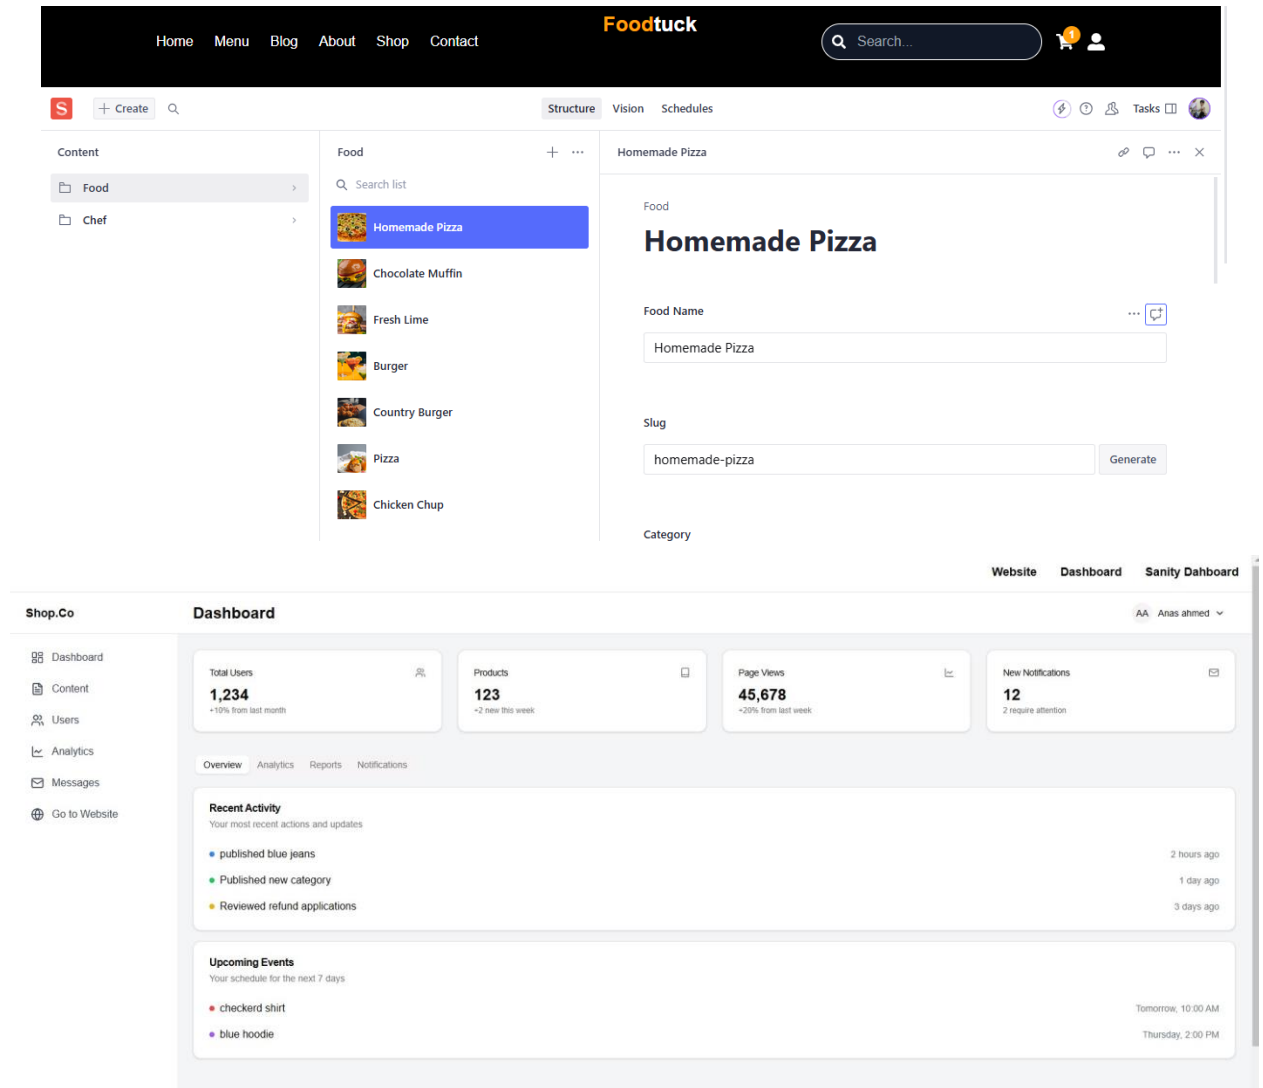 Foodtuck
Home Menu Blog About Shop Contact
Search...
1
S
Create
Structure Vision Schedules
Tasks
Content
Food
Chef
Food
Search list
Homemade Pizza
Chocolate Muffin
Fresh Lime
Burger
Country Burger
Pizza
Chicken Chup
Homemade Pizza
Food
Homemade Pizza
Food Name
Homemade Pizza
Slug
homemade-pizza
Generate
Category
Website Dashboard Sanity Dahboard
Shop.Co
Dashboard
AA Anas ahmed
Dashboard
Content
Users
Analytics
Messages
Go to Website
Total Users
1,234
+10% from last month
Products
123
+2 new this week
Page Views
45,678
+20% from last week
New Notifications
12
2 require attention
Overview Analytics Reports Notifications
Recent Activity
Your most recent actions and updates
published blue jeans 2 hours ago
Published new category 1 day ago
Reviewed refund applications 3 days ago
Upcoming Events
Your schedule for the next 7 days
checkerd shirt Tomorrow, 10:00 AM
blue hoodie Thursday, 2:00 PM